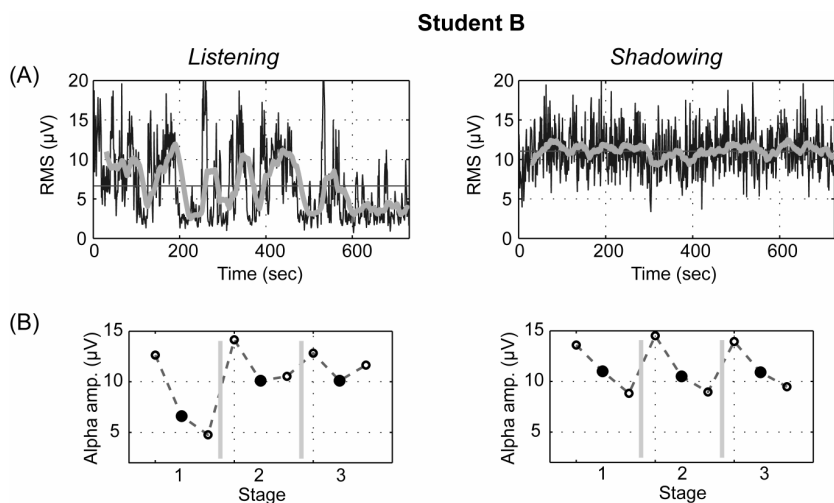 Student B
Listening
Shadowing
(A)
20
15
10
5
0
RMS (µV)
0
200
400
600
Time (sec)
20
15
10
5
0
RMS (µV)
0
200
400
600
Time (sec)
(B)
15
10
5
Alpha amp. (µV)
1
2
3
Stage
15
10
5
Alpha amp. (µV)
1
2
3
Stage